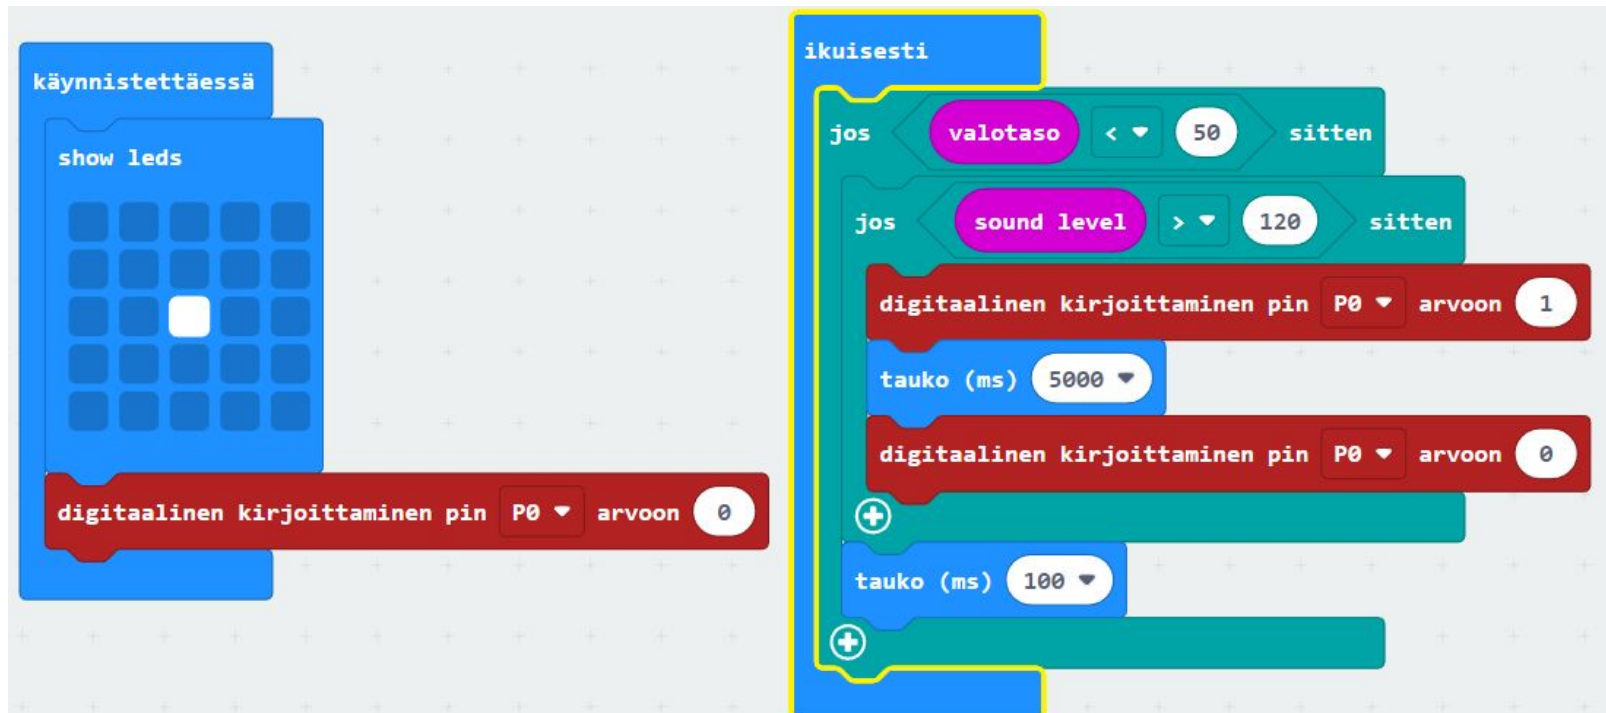 käynnistettäessä
show leds
digitaalinen kirjoittaminen pin P0 arvoon 0
ikuisesti
jos valotaso < 50 sitten
jos sound level > 120 sitten
digitaalinen kirjoittaminen pin P0 arvoon 1
tauko (ms) 5000
digitaalinen kirjoittaminen pin P0 arvoon 0
tauko (ms) 100